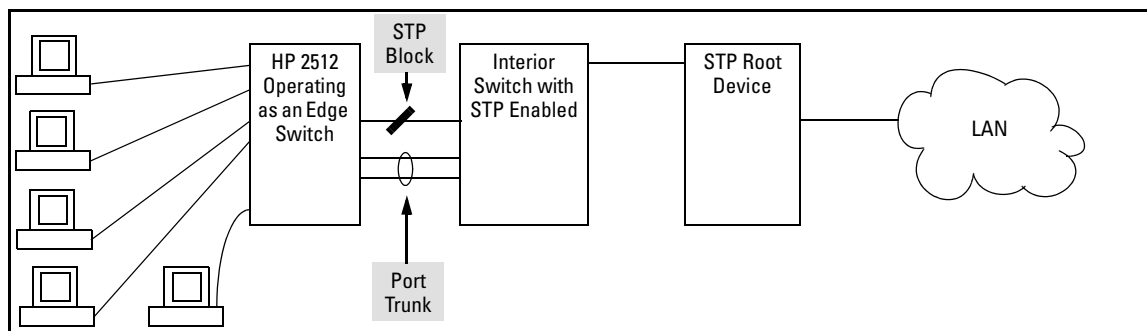 HP 2512
Operating
as an Edge
Switch
STP
Block
Interior
Switch with
STP Enabled
STP Root
Device
LAN
Port
Trunk